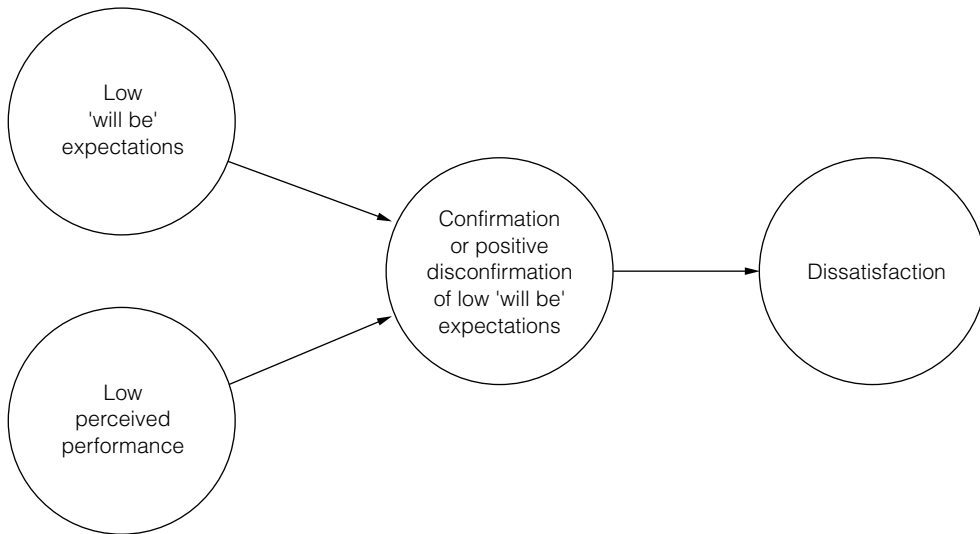 Low
'will be'
expectations
Confirmation
or positive
disconfirmation
of low 'will be'
expectations
Dissatisfaction
Low
perceived
performance